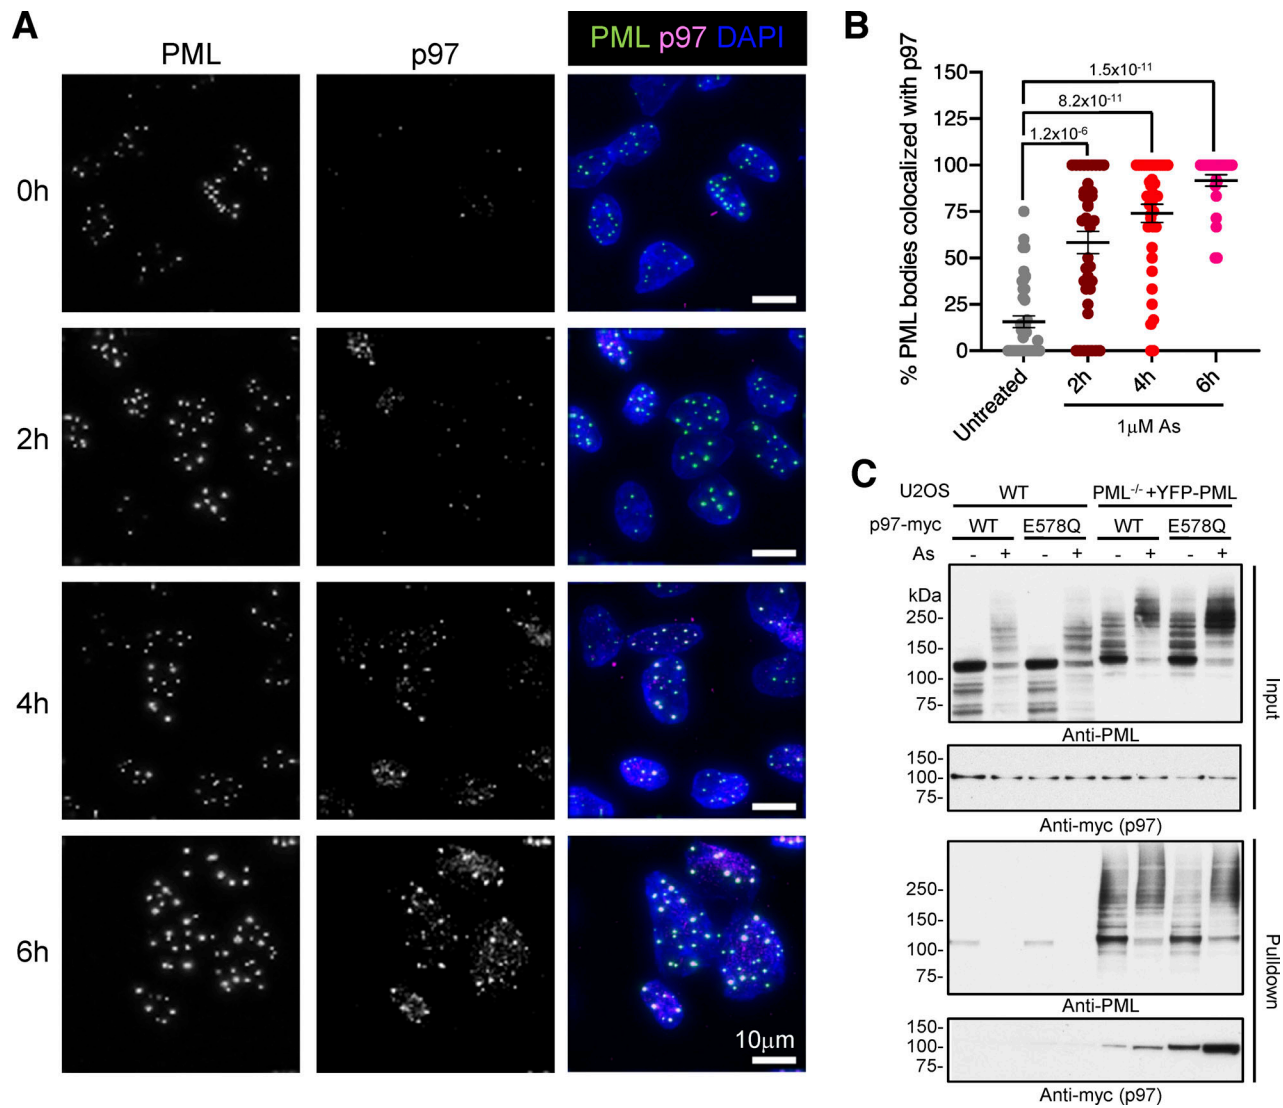 A
PML
p97
PML p97 DAPI
0h
2h
4h
6h
10μm
B
% PML bodies colocalized with p97
150
125
100
75
50
25
0
1.5x10⁻¹¹
8.2x10⁻¹¹
1.2x10⁻⁶
Untreated
2h
4h
6h
1μM As
C
U2OS WT PML⁻/⁻+YFP-PML
p97-myc WT E578Q WT E578Q
As - + - + - + - +
kDa
250-
150-
100-
75-
Anti-PML
150-
100-
75-
Anti-myc (p97)
Input
250-
150-
100-
75-
Anti-PML
150-
100-
75-
Anti-myc (p97)
Pulldown